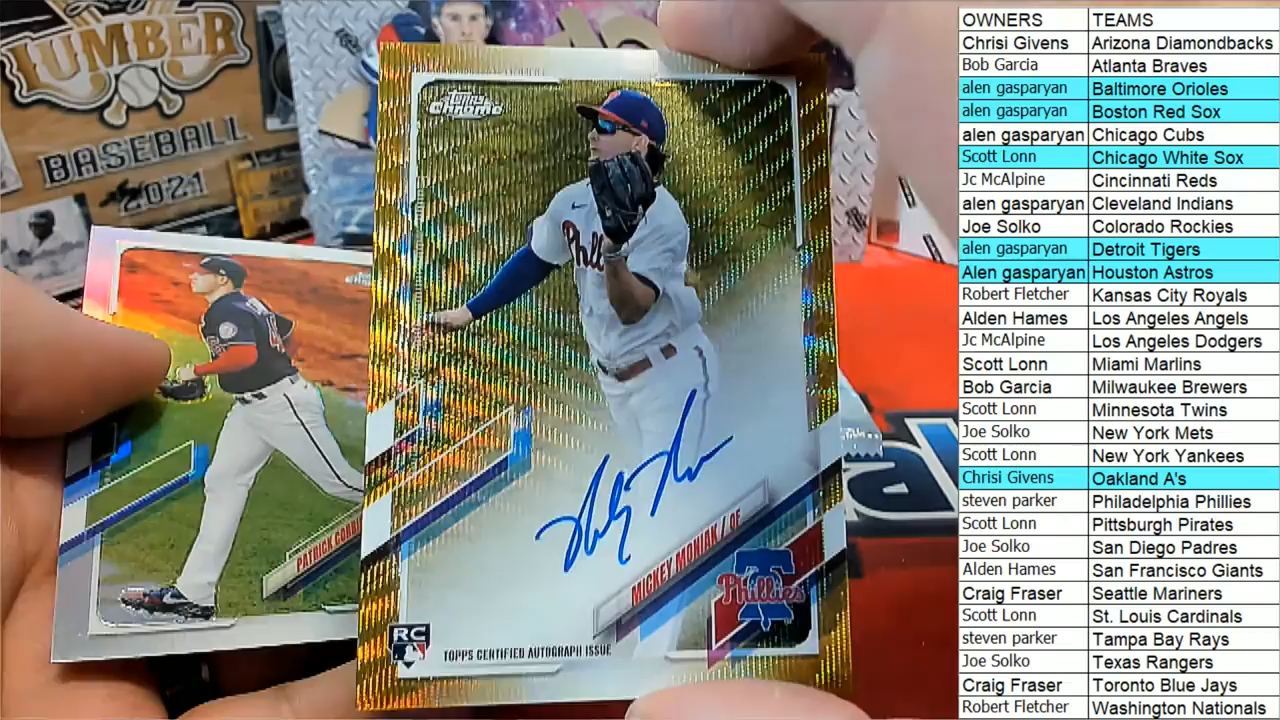 LUMBER
BASEBALL
2021
TOPPS
Chrome
Phill
PATRICK CORBI
MICKEY MONIAK / OF
Phillies
RC
TOPPS CERTIFIED AUTOGRAPH ISSUE
OWNERS TEAMS
Chrisi Givens Arizona Diamondbacks
Bob Garcia Atlanta Braves
alen gasparyan Baltimore Orioles
alen gasparyan Boston Red Sox
alen gasparyan Chicago Cubs
Scott Lonn Chicago White Sox
Jc McAlpine Cincinnati Reds
alen gasparyan Cleveland Indians
Joe Solko Colorado Rockies
alen gasparyan Detroit Tigers
Alen gasparyan Houston Astros
Robert Fletcher Kansas City Royals
Alden Hames Los Angeles Angels
Jc McAlpine Los Angeles Dodgers
Scott Lonn Miami Marlins
Bob Garcia Milwaukee Brewers
Scott Lonn Minnesota Twins
Joe Solko New York Mets
Scott Lonn New York Yankees
Chrisi Givens Oakland A's
steven parker Philadelphia Phillies
Scott Lonn Pittsburgh Pirates
Joe Solko San Diego Padres
Alden Hames San Francisco Giants
Craig Fraser Seattle Mariners
Scott Lonn St. Louis Cardinals
steven parker Tampa Bay Rays
Joe Solko Texas Rangers
Craig Fraser Toronto Blue Jays
Robert Fletcher Washington Nationals